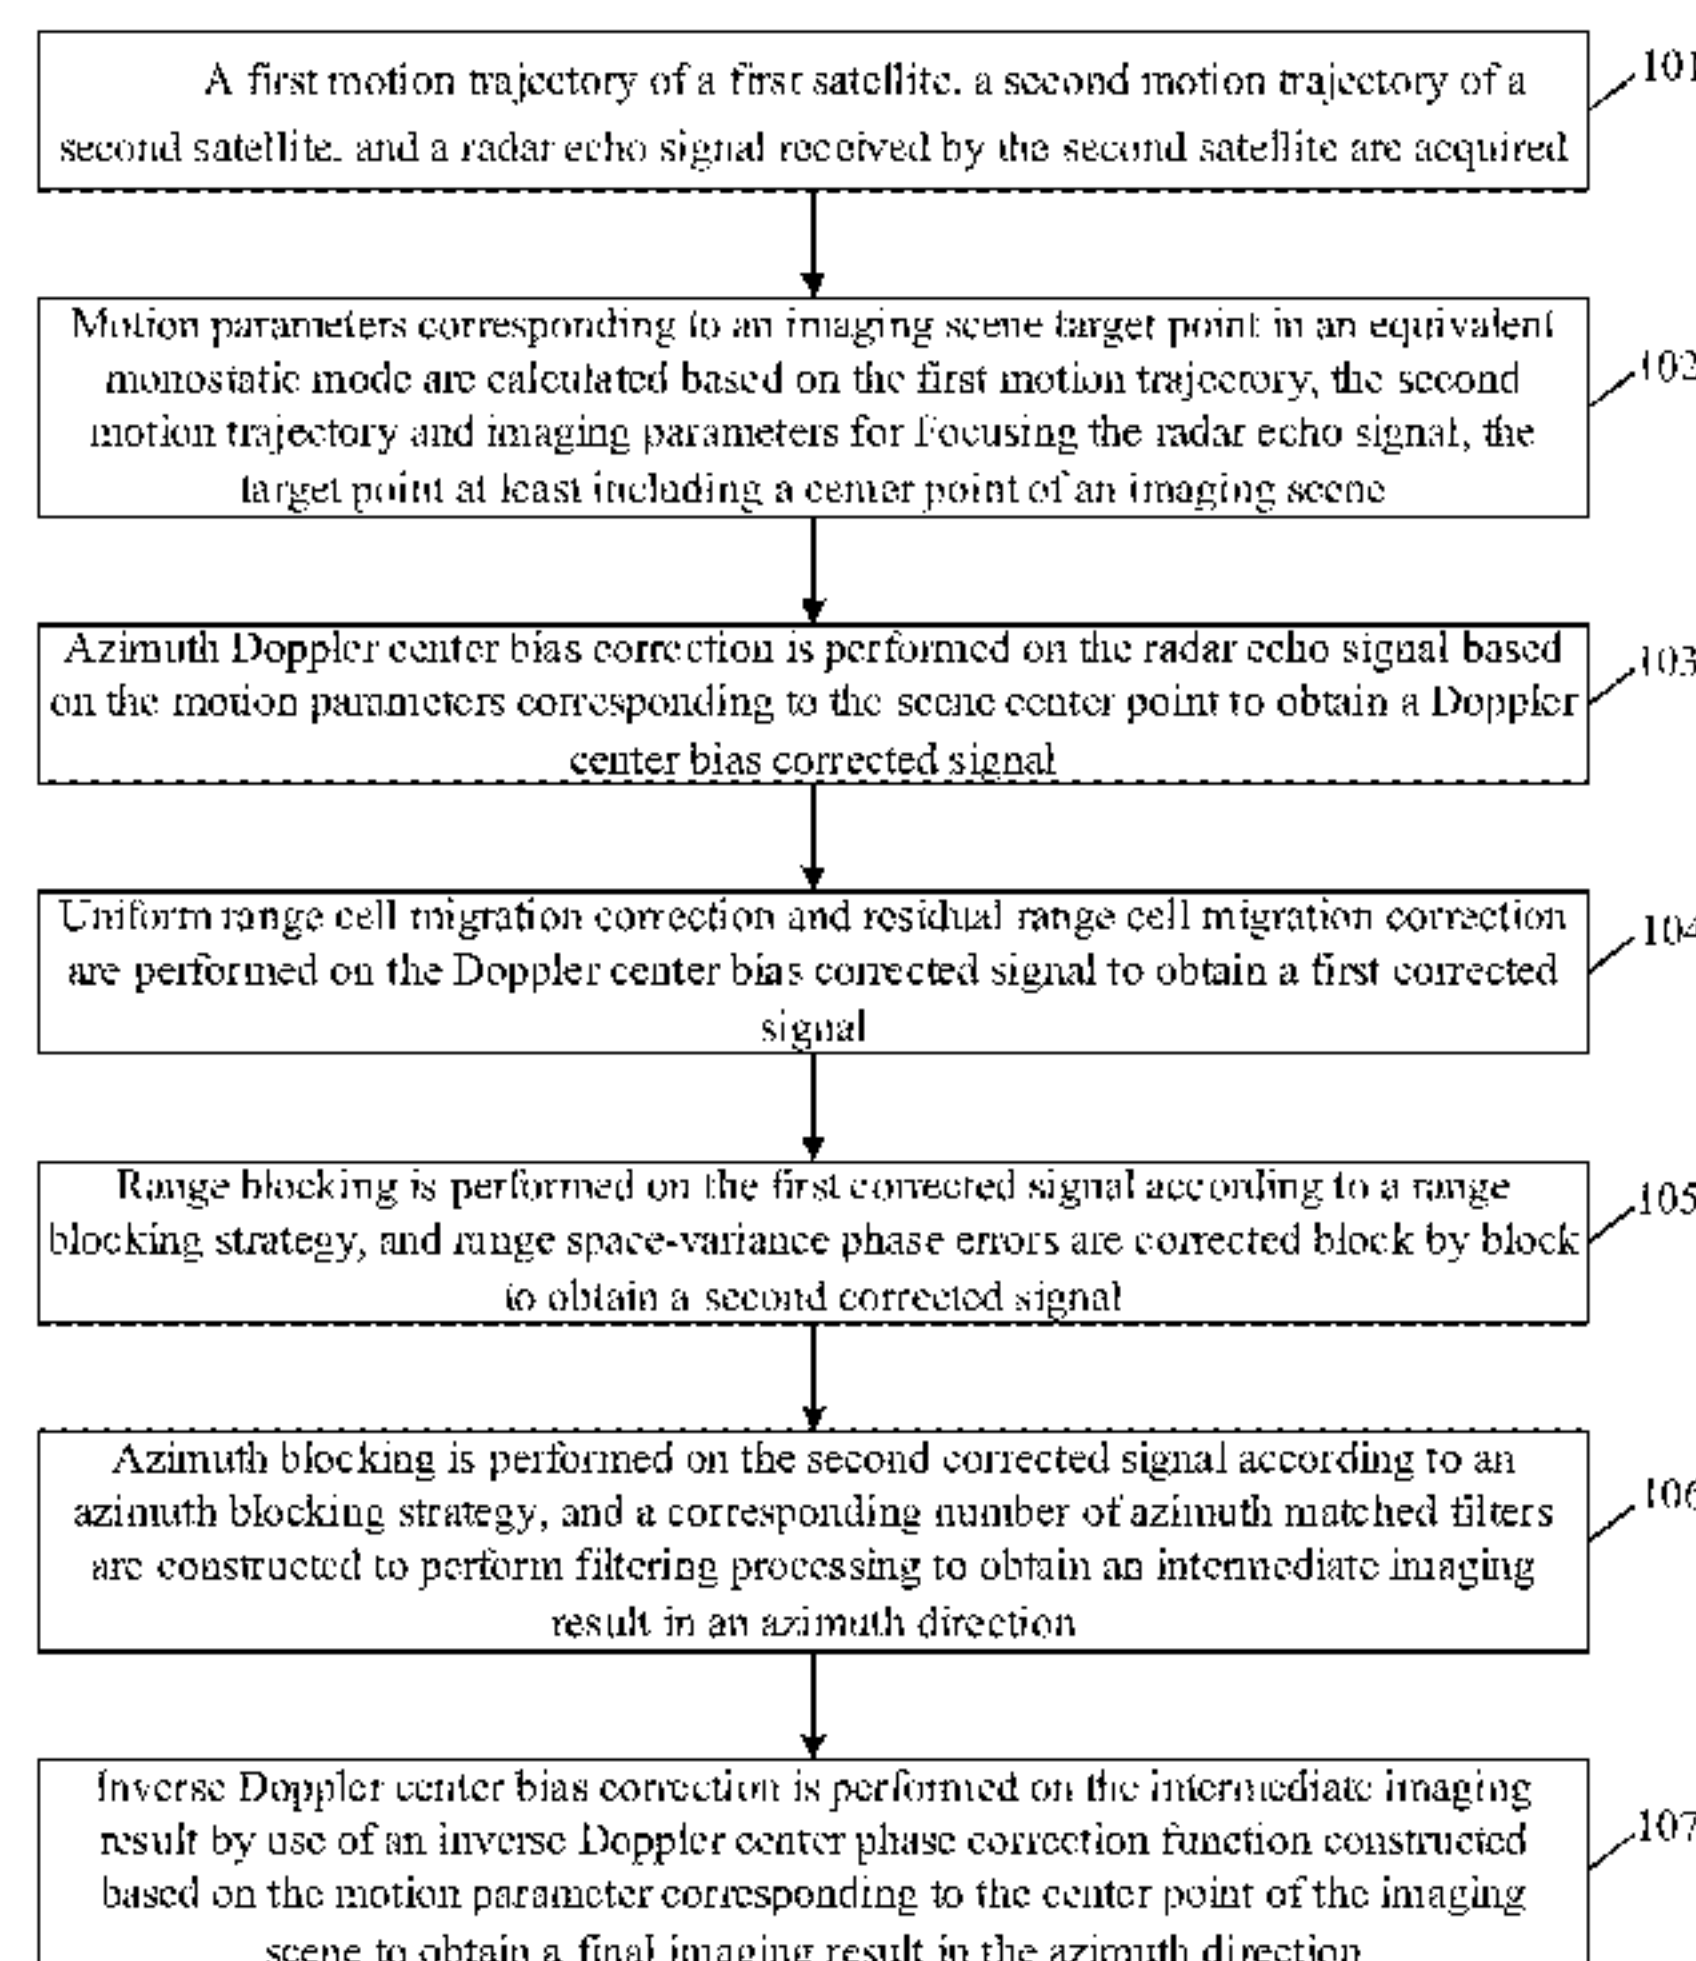 A first motion trajectory of a first satellite, a second motion trajectory of a
101
second satellite, and a radar echo signal received by the second satellite are acquired
Motion parameters corresponding to an imaging scene target point in an equivalent
monostatic mode are calculated based on the first motion trajectory, the second
102
motion trajectory and imaging parameters for focusing the radar echo signal, the
target point at least including a center point of an imaging scene
Azimuth Doppler center bias correction is performed on the radar echo signal based
103
on the motion parameters corresponding to the scene center point to obtain a Doppler
center bias corrected signal
Uniform range cell migration correction and residual range cell migration correction
104
are performed on the Doppler center bias corrected signal to obtain a first corrected
signal
Range blocking is performed on the first corrected signal according to a range
105
blocking strategy, and range space-variance phase errors are corrected block by block
to obtain a second corrected signal
Azimuth blocking is performed on the second corrected signal according to an
106
azimuth blocking strategy, and a corresponding number of azimuth matched filters
are constructed to perform filtering processing to obtain an intermediate imaging
result in an azimuth direction
Inverse Doppler center bias correction is performed on the intermediate imaging
107
result by use of an inverse Doppler center phase correction function constructed
based on the motion parameter corresponding to the center point of the imaging
scene to obtain a final imaging result in the azimuth direction